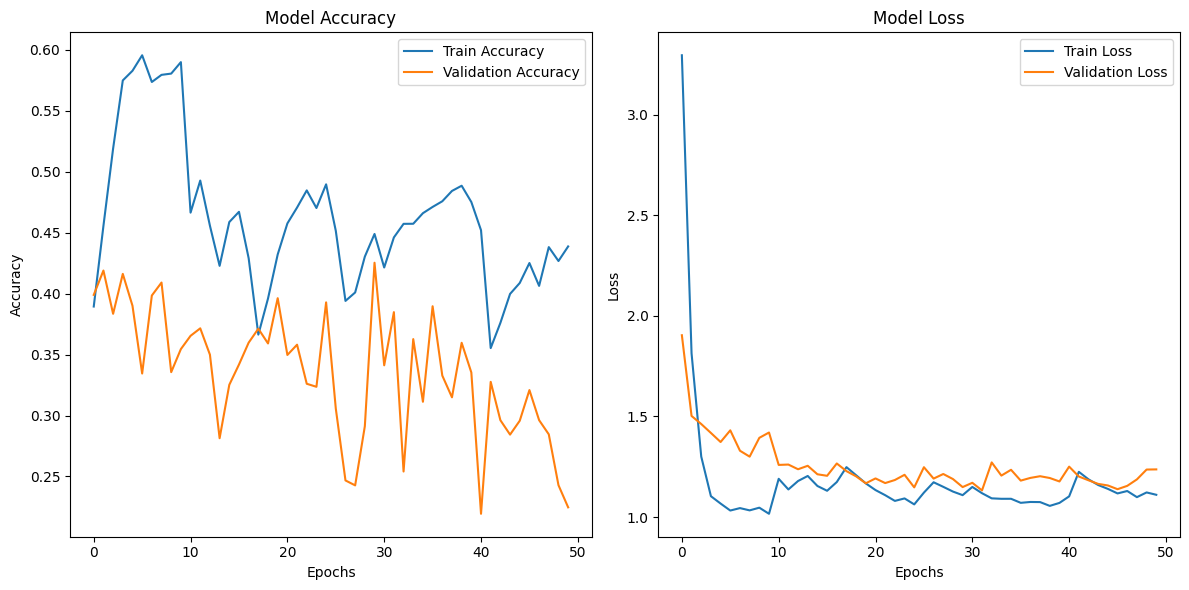 Model Accuracy
Train Accuracy
Validation Accuracy
Accuracy
0.60
0.55
0.50
0.45
0.40
0.35
0.30
0.25
0 10 20 30 40 50
Epochs
Model Loss
Train Loss
Validation Loss
Loss
3.0
2.5
2.0
1.5
1.0
0 10 20 30 40 50
Epochs